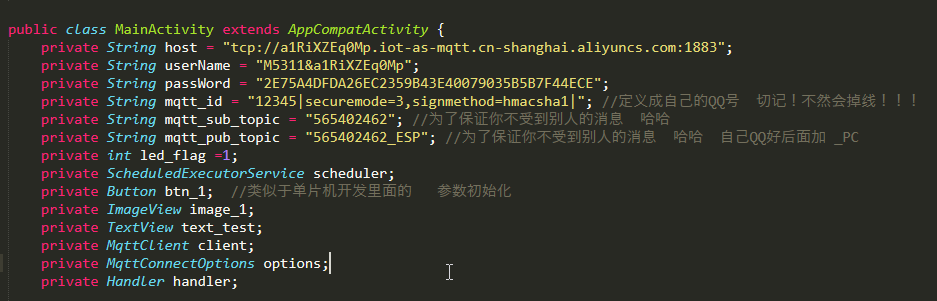 public class MainActivity extends AppCompatActivity {
private String host = "tcp://a1RiXZEq0Mp.iot-as-mqtt.cn-shanghai.aliyuncs.com:1883";
private String userName = "M5311&a1RiXZEq0Mp";
private String passWord = "2E75A4DFDA26EC2359B43E40079035B5B7F44ECE";
private String mqtt_id = "12345|securemode=3,signmethod=hmacsha1|"; //定义成自己的QQ号 切记！不然会掉线！！！
private String mqtt_sub_topic = "565402462"; //为了保证你不受到别人的消息 哈哈
private String mqtt_pub_topic = "565402462_ESP"; //为了保证你不受到别人的消息 哈哈 自己QQ好后面加 _PC
private int led_flag =1;
private ScheduledExecutorService scheduler;
private Button btn_1; //类似于单片机开发里面的 参数初始化
private ImageView image_1;
private TextView text_test;
private MqttClient client;
private MqttConnectOptions options;
private Handler handler;